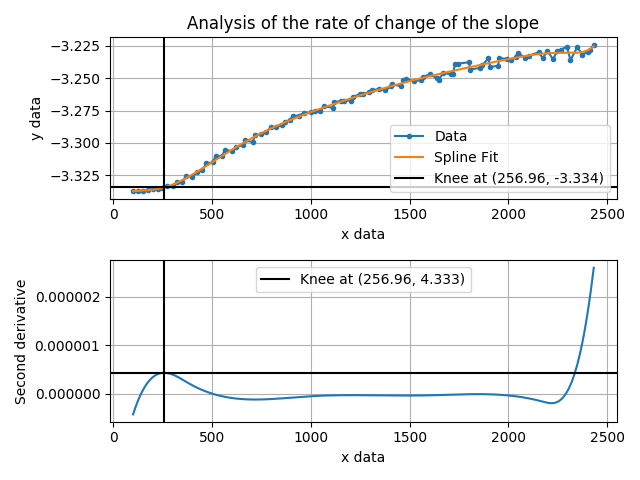 Analysis of the rate of change of the slope
−3.225
−3.250
−3.275
−3.300
−3.325
y data
Data
Spline Fit
Knee at (256.96, -3.334)
0 500 1000 1500 2000 2500
x data
Knee at (256.96, 4.333)
0.000002
0.000001
0.000000
Second derivative
0 500 1000 1500 2000 2500
x data